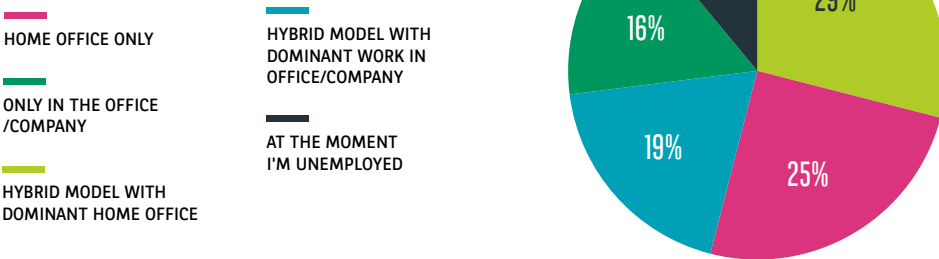 HOME OFFICE ONLY
ONLY IN THE OFFICE
/COMPANY
HYBRID MODEL WITH
DOMINANT HOME OFFICE
HYBRID MODEL WITH
DOMINANT WORK IN
OFFICE/COMPANY
AT THE MOMENT
I'M UNEMPLOYED
29%
16%
19%
25%